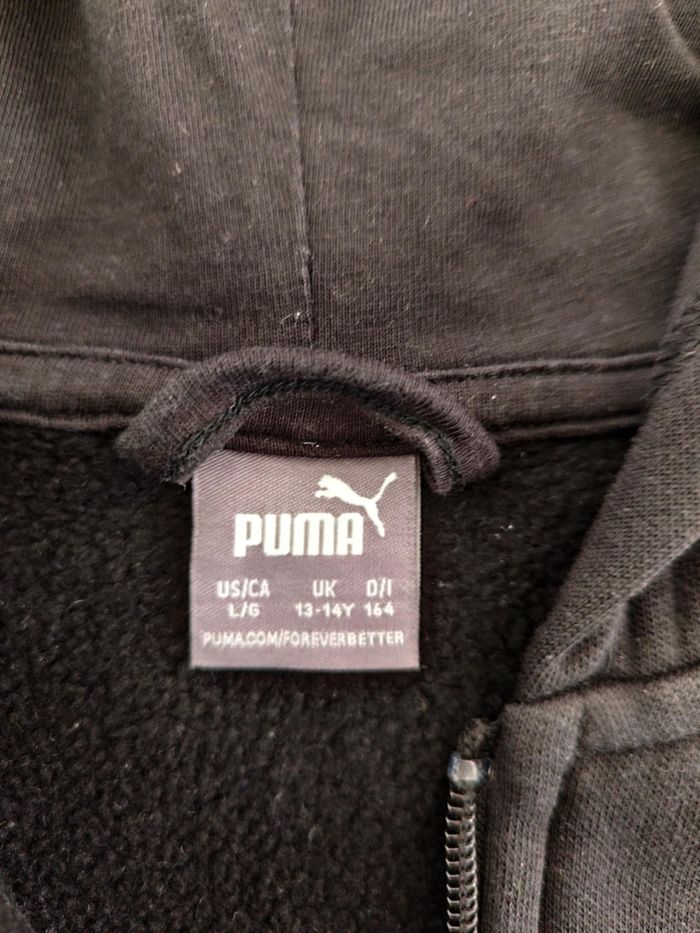 PUMA
US/CA UK D/I
L/G 13-14Y 164
PUMA.COM/FOREVERBETTER